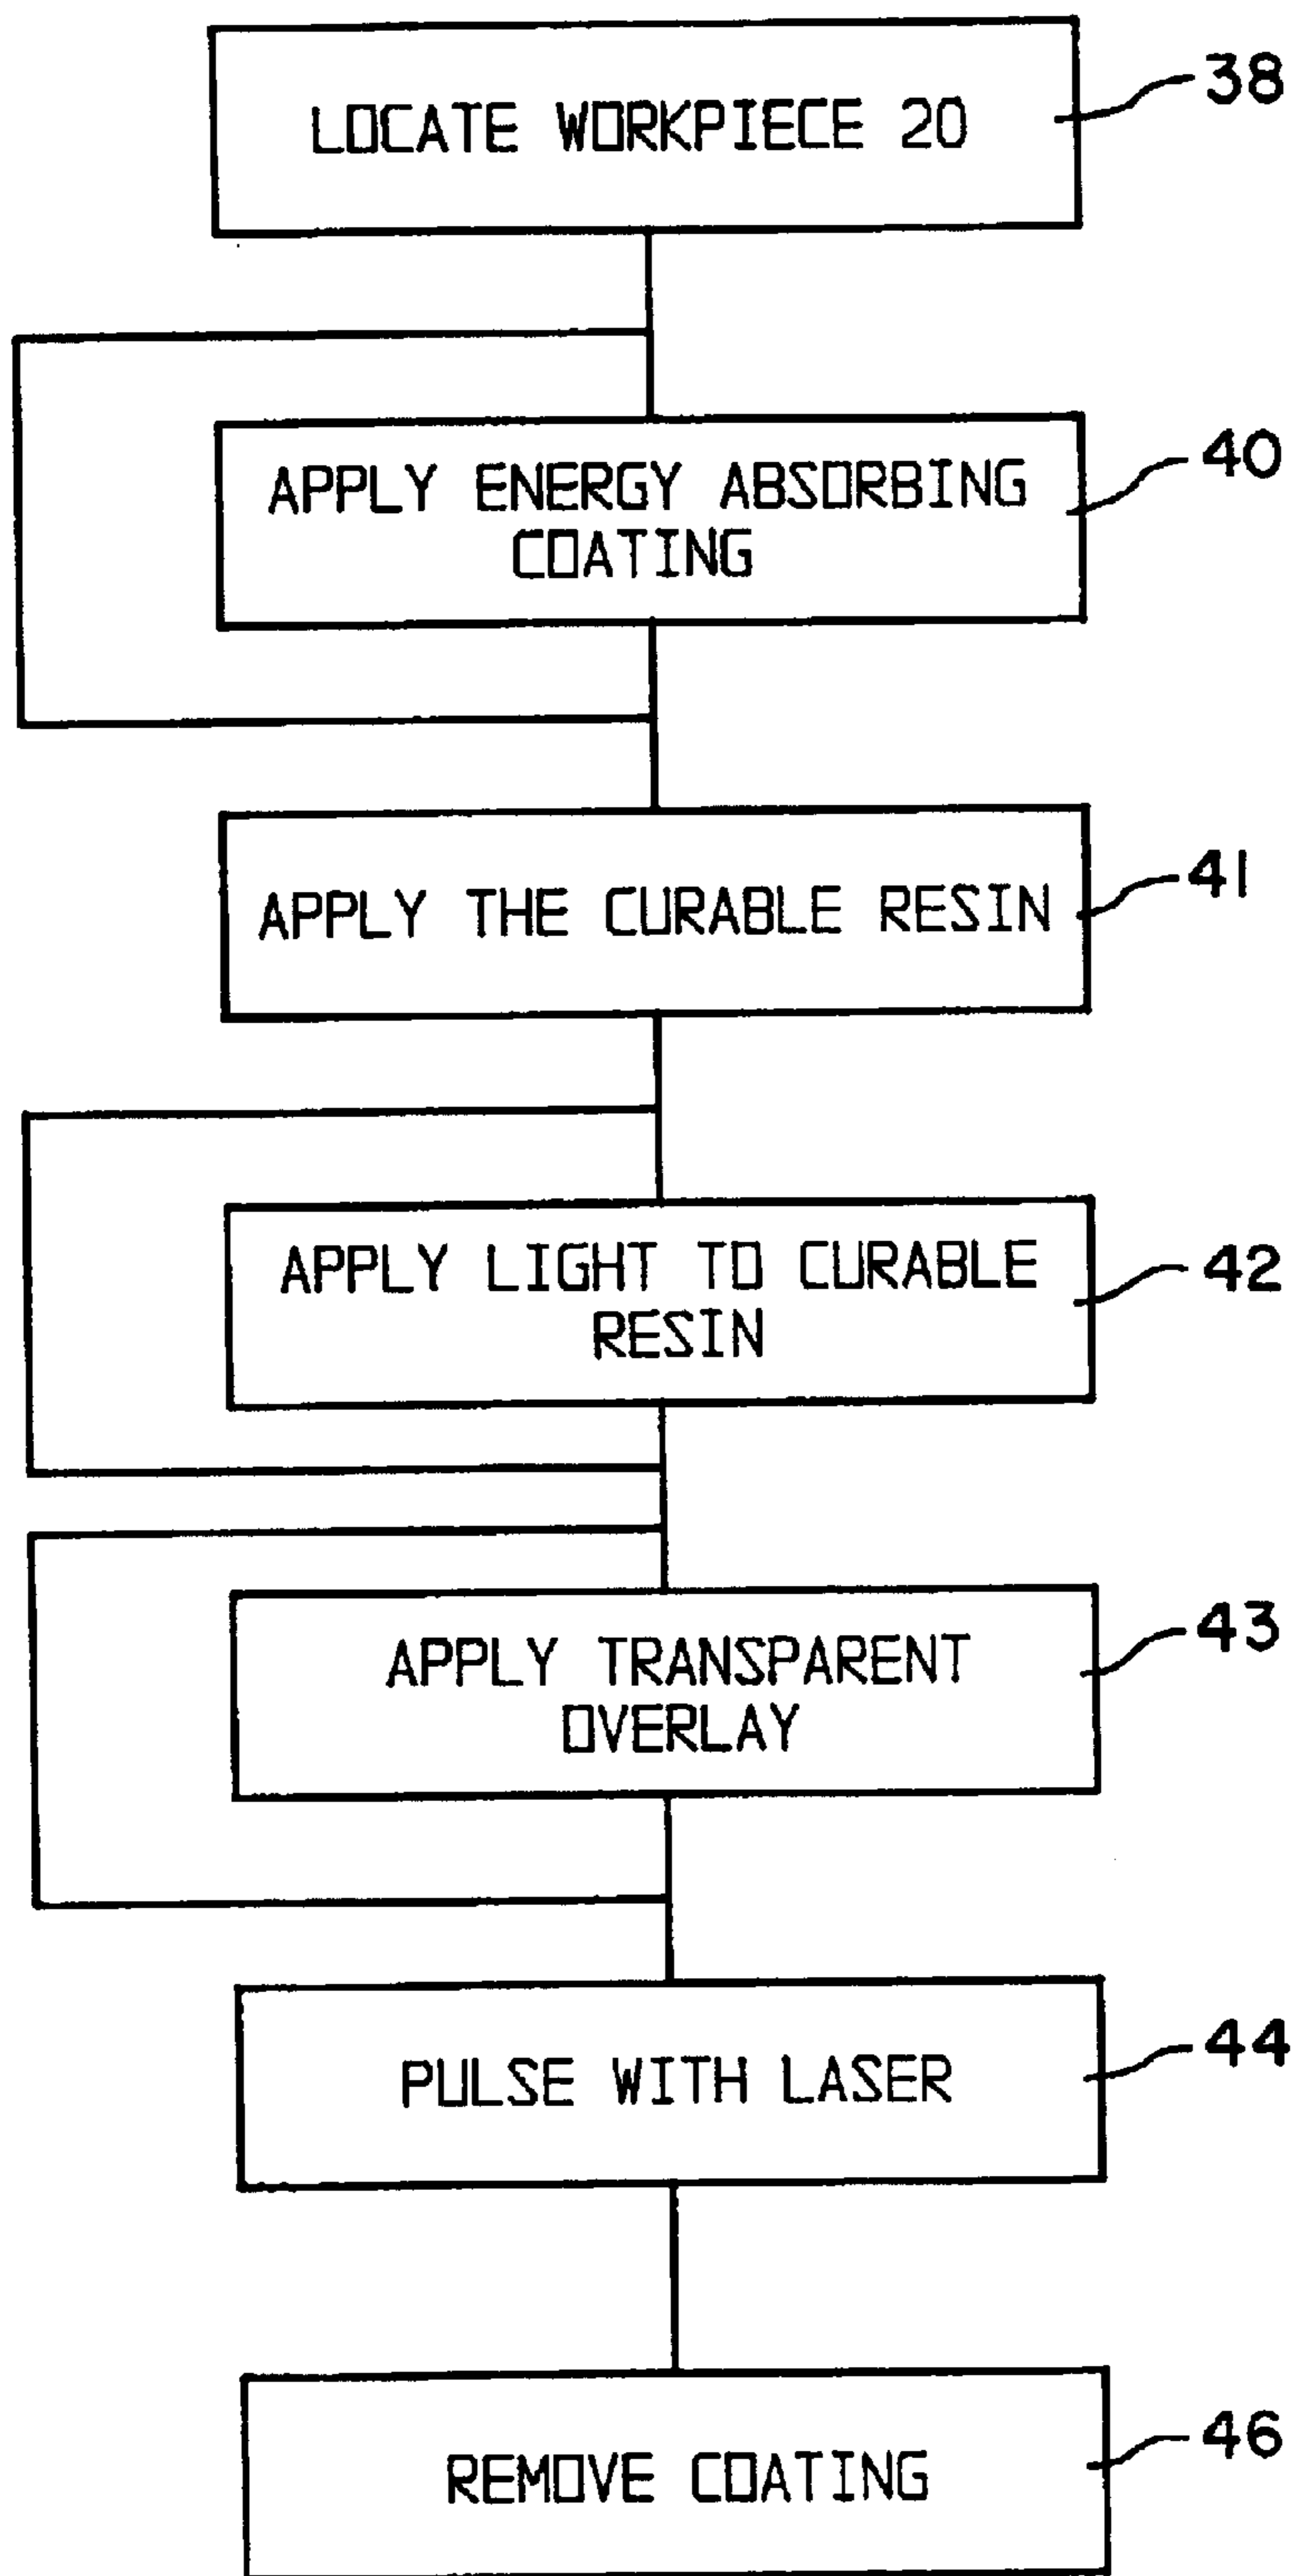 LOCATE WORKPIECE 20
38
APPLY ENERGY ABSORBING
COATING
40
APPLY THE CURABLE RESIN
41
APPLY LIGHT TO CURABLE
RESIN
42
APPLY TRANSPARENT
OVERLAY
43
PULSE WITH LASER
44
REMOVE COATING
46